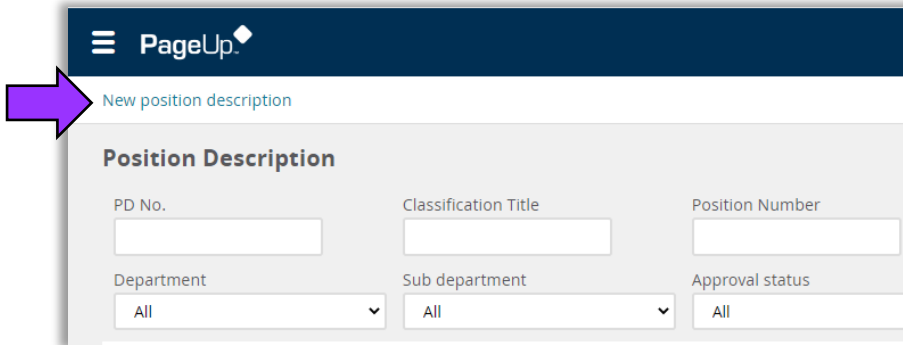 PageUp
New position description
Position Description
PD No. Classification Title Position Number
Department Sub department Approval status
All All All